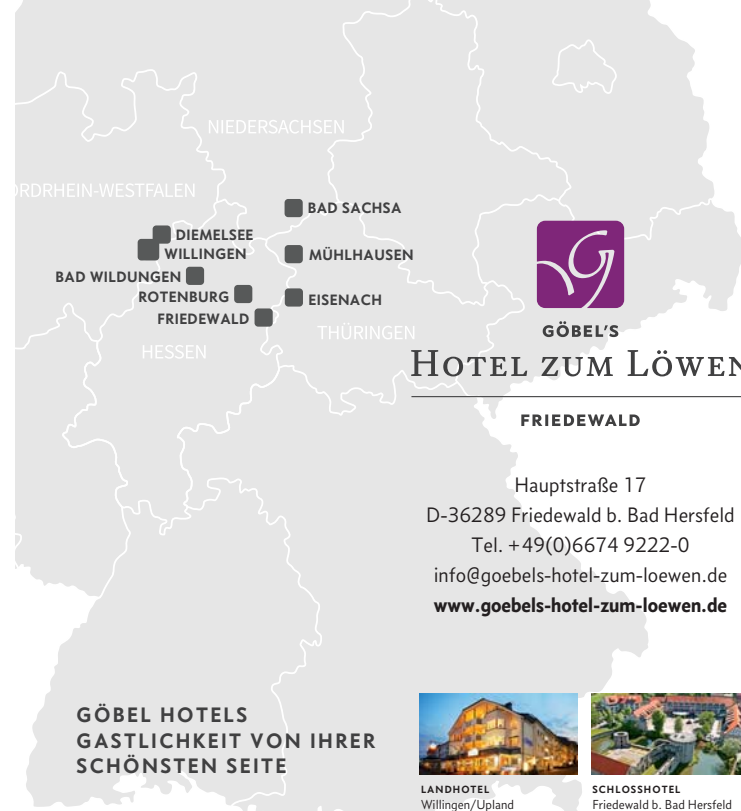 NIEDERSACHSEN
ORDRHEIN-WESTFALEN
BAD SACHSA
DIEMELSEE
WILLINGEN
MÜHLHAUSEN
BAD WILDUNGEN
ROTENBURG
EISENACH
FRIEDEWALD
THÜRINGEN
HESSEN
GÖBEL'S
HOTEL ZUM LÖWEN
FRIEDEWALD
Hauptstraße 17
D-36289 Friedewald b. Bad Hersfeld
Tel. +49(0)6674 9222-0
info@goebels-hotel-zum-loewen.de
www.goebels-hotel-zum-loewen.de
GÖBEL HOTELS
GASTLICHKEIT VON IHRER
SCHÖNSTEN SEITE
LANDHOTEL
Willingen/Upland
SCHLOSSHOTEL
Friedewald b. Bad Hersfeld